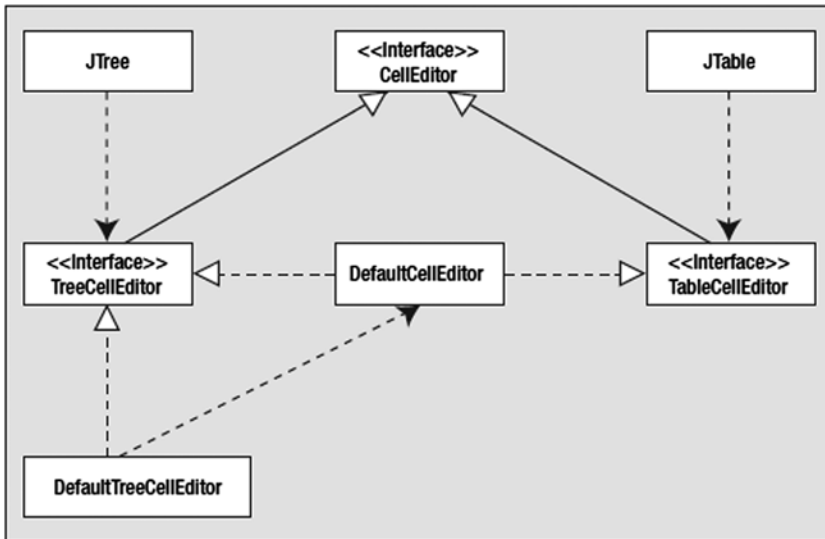 JTree
<<Interface>>
CellEditor
JTable
<<Interface>>
TreeCellEditor
DefaultCellEditor
<<Interface>>
TableCellEditor
DefaultTreeCellEditor